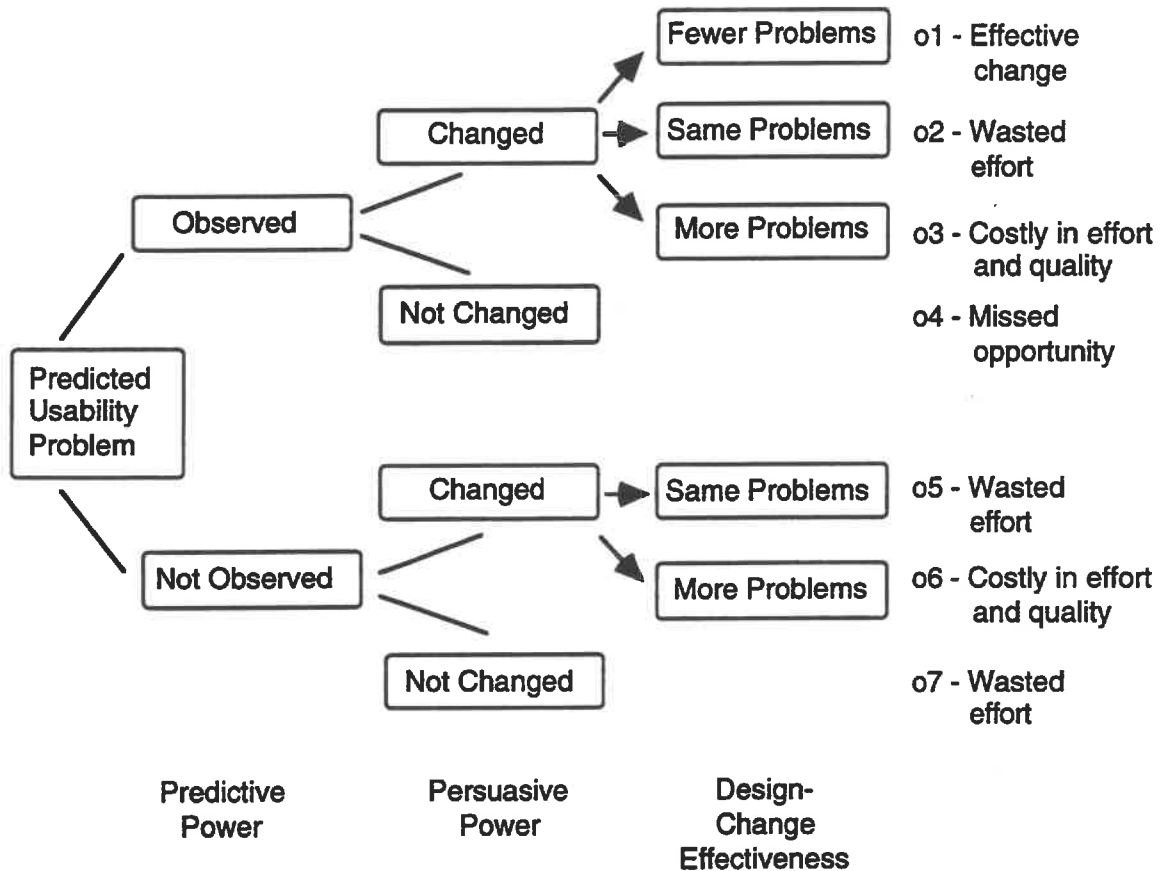 Fewer Problems
o1 - Effective
change
Changed
Same Problems
o2 - Wasted
effort
Observed
More Problems
o3 - Costly in effort
and quality
Not Changed
o4 - Missed
opportunity
Predicted
Usability
Problem
Changed
Same Problems
o5 - Wasted
effort
Not Observed
More Problems
o6 - Costly in effort
and quality
Not Changed
o7 - Wasted
effort
Predictive
Power
Persuasive
Power
Design-
Change
Effectiveness